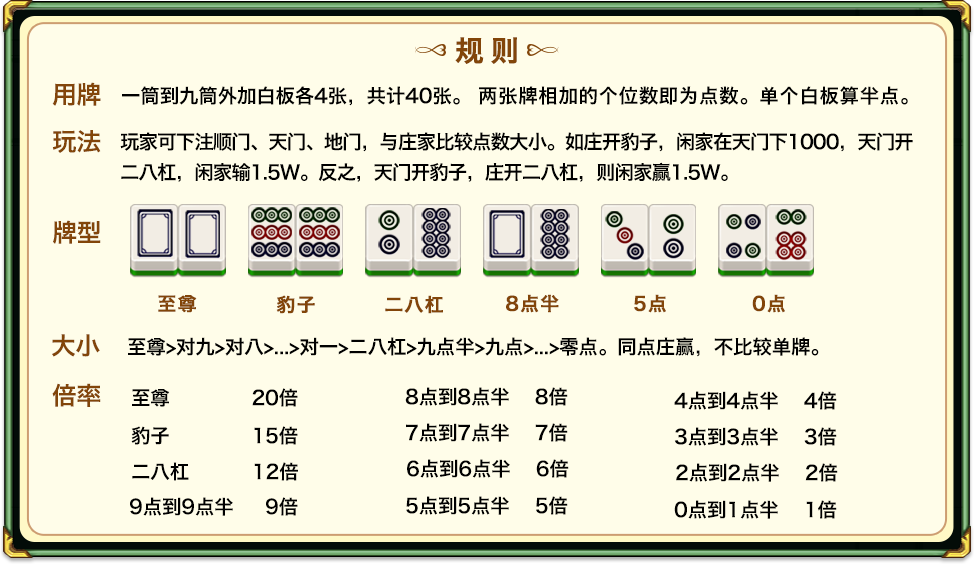 规则
用牌 一筒到九筒外加白板各4张，共计40张。 两张牌相加的个位数即为点数。单个白板算半点。
玩法 玩家可下注顺门、天门、地门，与庄家比较点数大小。如庄开豹子，闲家在天门下1000，天门开
二八杠，闲家输1.5W。反之，天门开豹子，庄开二八杠，则闲家赢1.5W。
牌型
至尊 豹子 二八杠 8点半 5点 0点
大小 至尊>对九>对八>...>对一>二八杠>九点半>九点>...>零点。同点庄赢，不比较单牌。
倍率 至尊 20倍 8点到8点半 8倍 4点到4点半 4倍
豹子 15倍 7点到7点半 7倍 3点到3点半 3倍
二八杠 12倍 6点到6点半 6倍 2点到2点半 2倍
9点到9点半 9倍 5点到5点半 5倍 0点到1点半 1倍